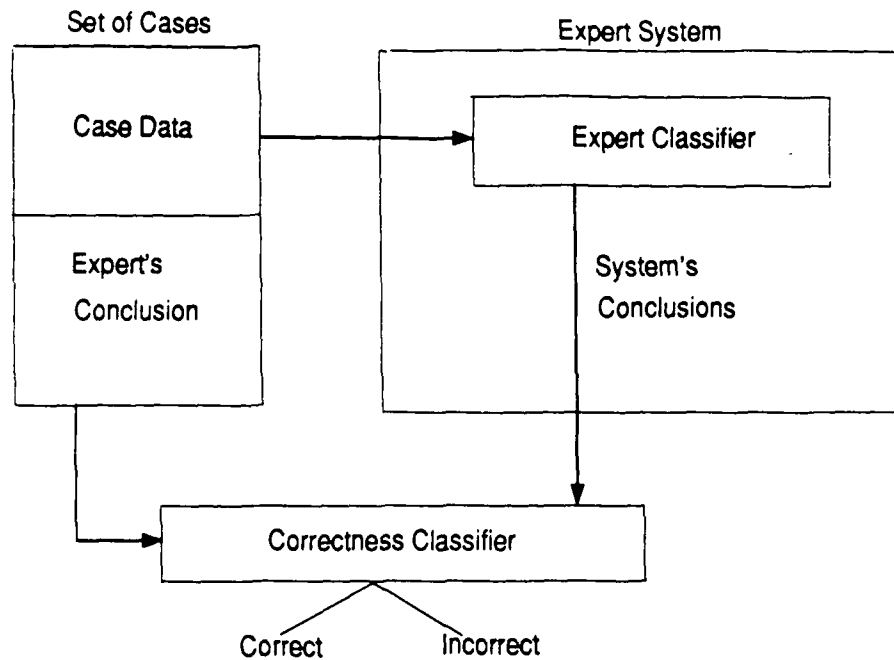 Set of Cases
Expert System
Case Data
Expert Classifier
Expert's
Conclusion
System's
Conclusions
Correctness Classifier
Correct
Incorrect